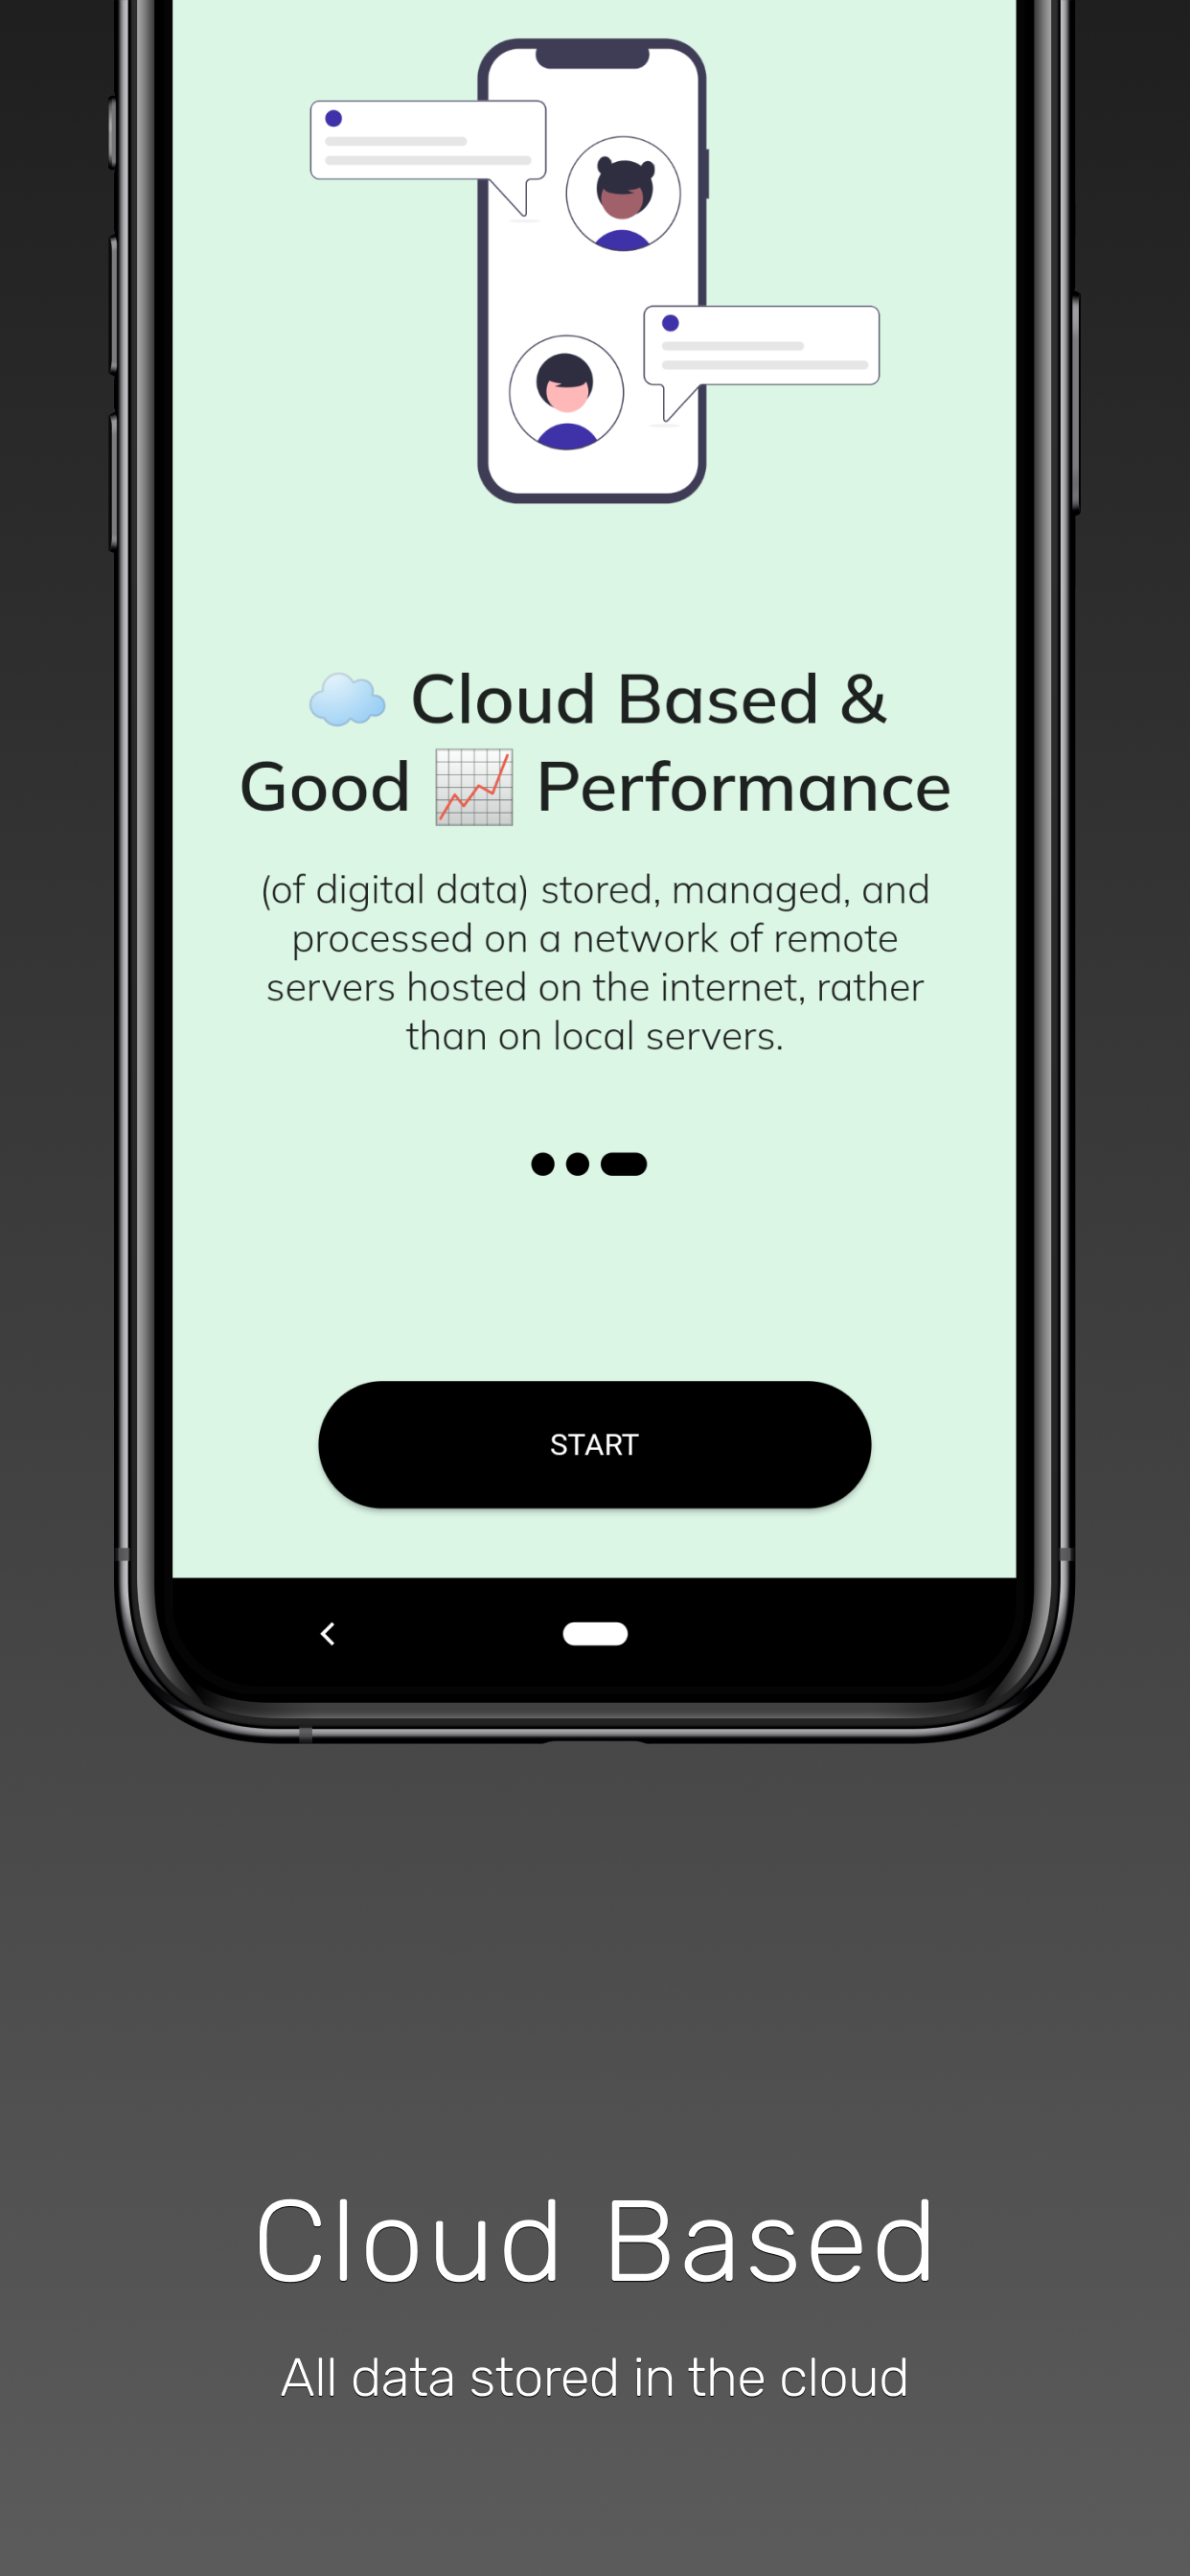 ☁️ Cloud Based &
Good 📈 Performance
(of digital data) stored, managed, and
processed on a network of remote
servers hosted on the internet, rather
than on local servers.
START
Cloud Based
All data stored in the cloud